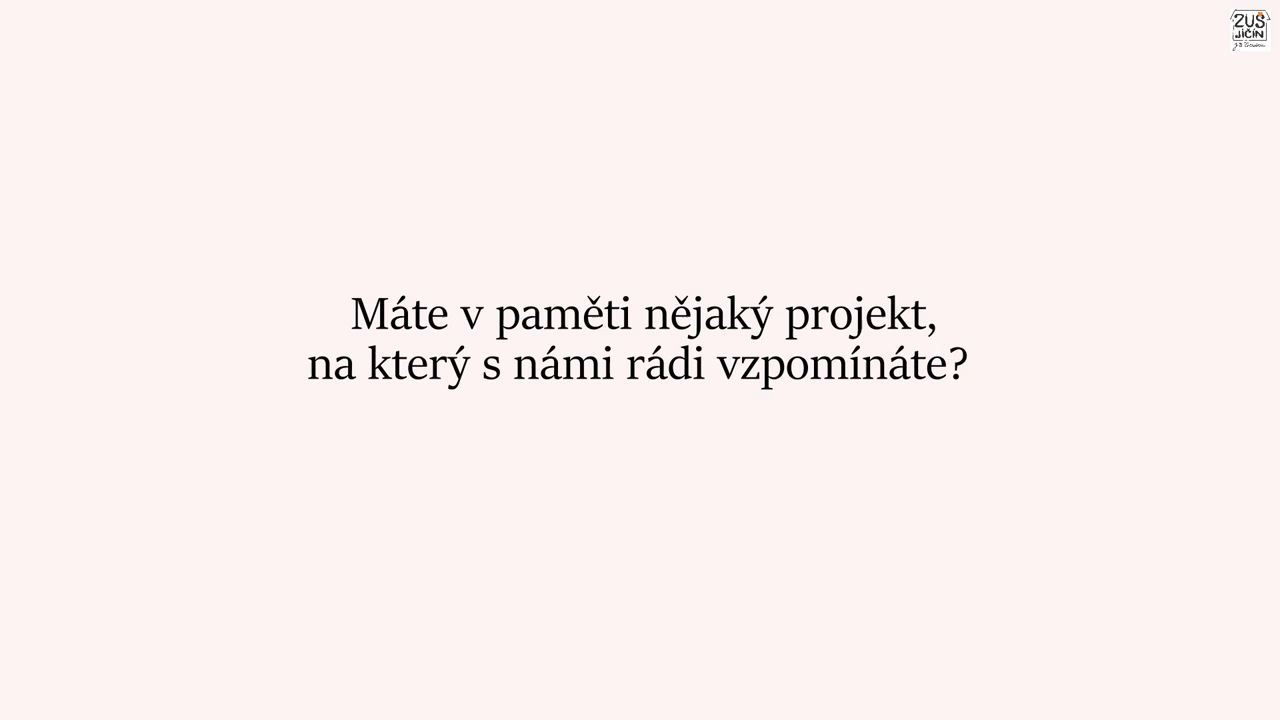 ZUŠ
JIČÍN
Máte v paměti nějaký projekt,
na který s námi rádi vzpomínáte?